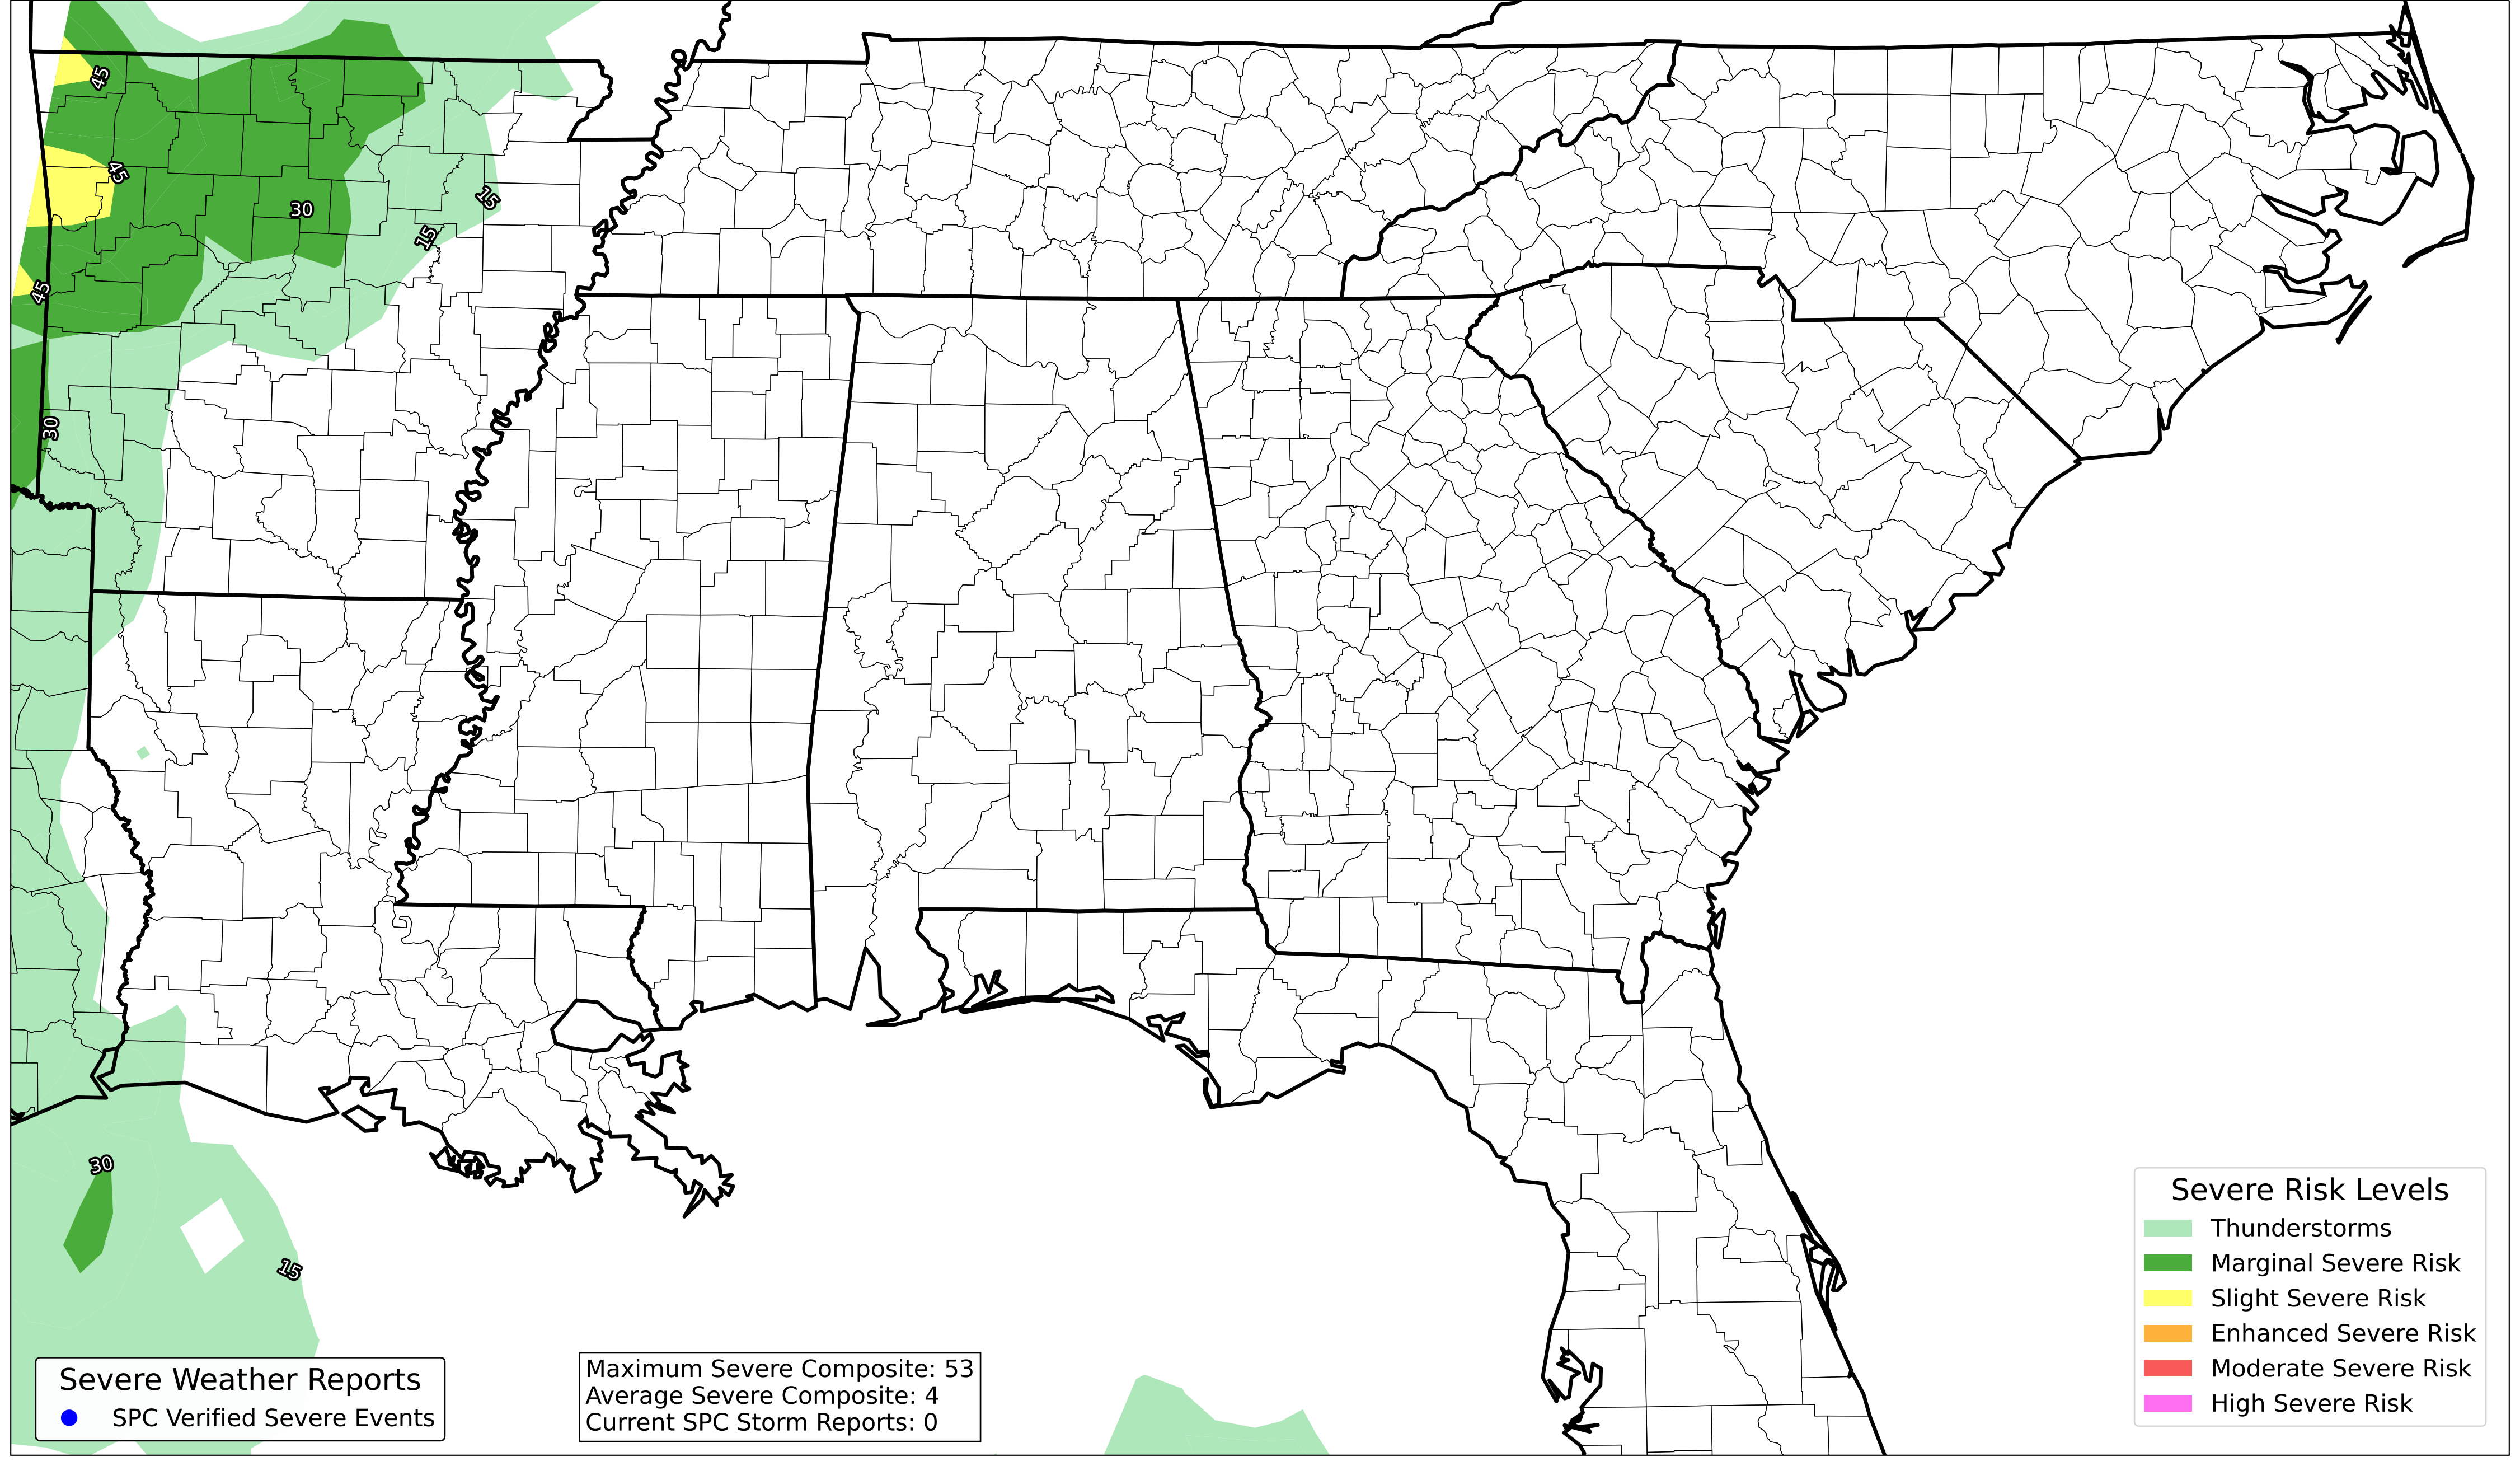 45
45
30
15
15
45
30
30
15
Severe Risk Levels
Thunderstorms
Marginal Severe Risk
Slight Severe Risk
Enhanced Severe Risk
Moderate Severe Risk
High Severe Risk
Severe Weather Reports
SPC Verified Severe Events
Maximum Severe Composite: 53
Average Severe Composite: 4
Current SPC Storm Reports: 0